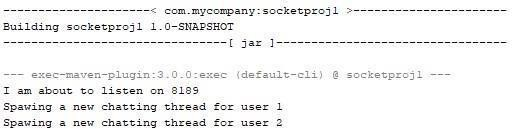 --------------------< com.mycompany:socketproj1 >---------------------
Building socketproj1 1.0-SNAPSHOT
--------------------------------[ jar ]---------------------------------
--- exec-maven-plugin:3.0.0:exec (default-cli) @ socketproj1 ---
I am about to listen on 8189
Spawing a new chatting thread for user 1
Spawing a new chatting thread for user 2